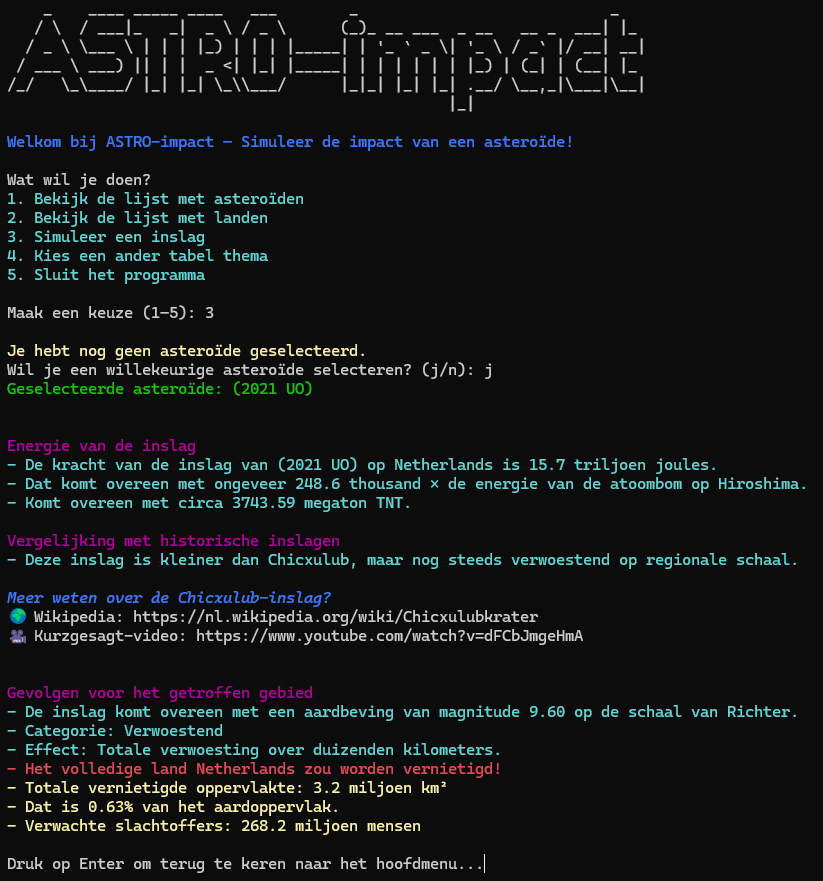 ASTRO-impact
Welkom bij ASTRO-impact – Simuleer de impact van een asteroïde!
Wat wil je doen?
1. Bekijk de lijst met asteroïden
2. Bekijk de lijst met landen
3. Simuleer een inslag
4. Kies een ander tabel thema
5. Sluit het programma
Maak een keuze (1-5): 3
Je hebt nog geen asteroïde geselecteerd.
Wil je een willekeurige asteroïde selecteren? (j/n): j
Geselecteerde asteroïde: (2021 UO)
Energie van de inslag
- De kracht van de inslag van (2021 UO) op Netherlands is 15.7 triljoen joules.
- Dat komt overeen met ongeveer 248.6 thousand × de energie van de atoombom op Hiroshima.
- Komt overeen met circa 3743.59 megaton TNT.
Vergelijking met historische inslagen
- Deze inslag is kleiner dan Chicxulub, maar nog steeds verwoestend op regionale schaal.
Meer weten over de Chicxulub-inslag?
Wikipedia: https://nl.wikipedia.org/wiki/Chicxulubkrater
Kurzgesagt-video: https://www.youtube.com/watch?v=dFCbJmgeHmA
Gevolgen voor het getroffen gebied
- De inslag komt overeen met een aardbeving van magnitude 9.60 op de schaal van Richter.
- Categorie: Verwoestend
- Effect: Totale verwoesting over duizenden kilometers.
- Het volledige land Netherlands zou worden vernietigd!
- Totale vernietigde oppervlakte: 3.2 miljoen km²
- Dat is 0.63% van het aardoppervlak.
- Verwachte slachtoffers: 268.2 miljoen mensen
Druk op Enter om terug te keren naar het hoofdmenu...